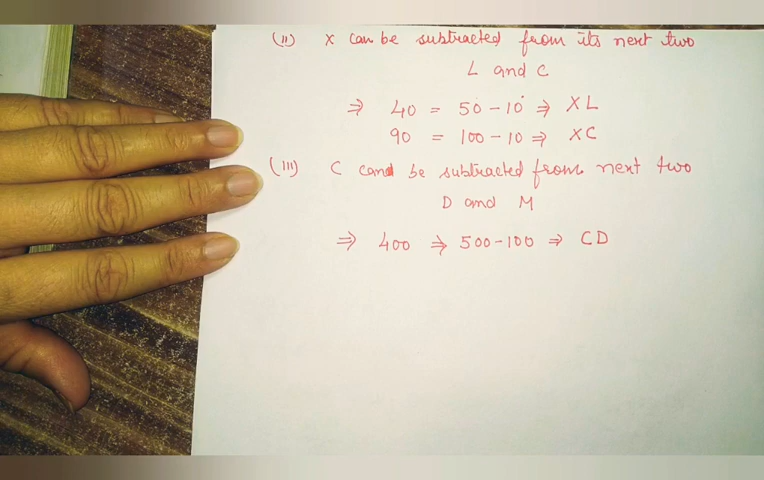 (II) X can be subtracted from its next two
L and C
⇒ 40 = 50 - 10 ⇒ XL
90 = 100 - 10 ⇒ XC
(III) C can be subtracted from next two
D and M
⇒ 400 ⇒ 500 - 100 ⇒ CD